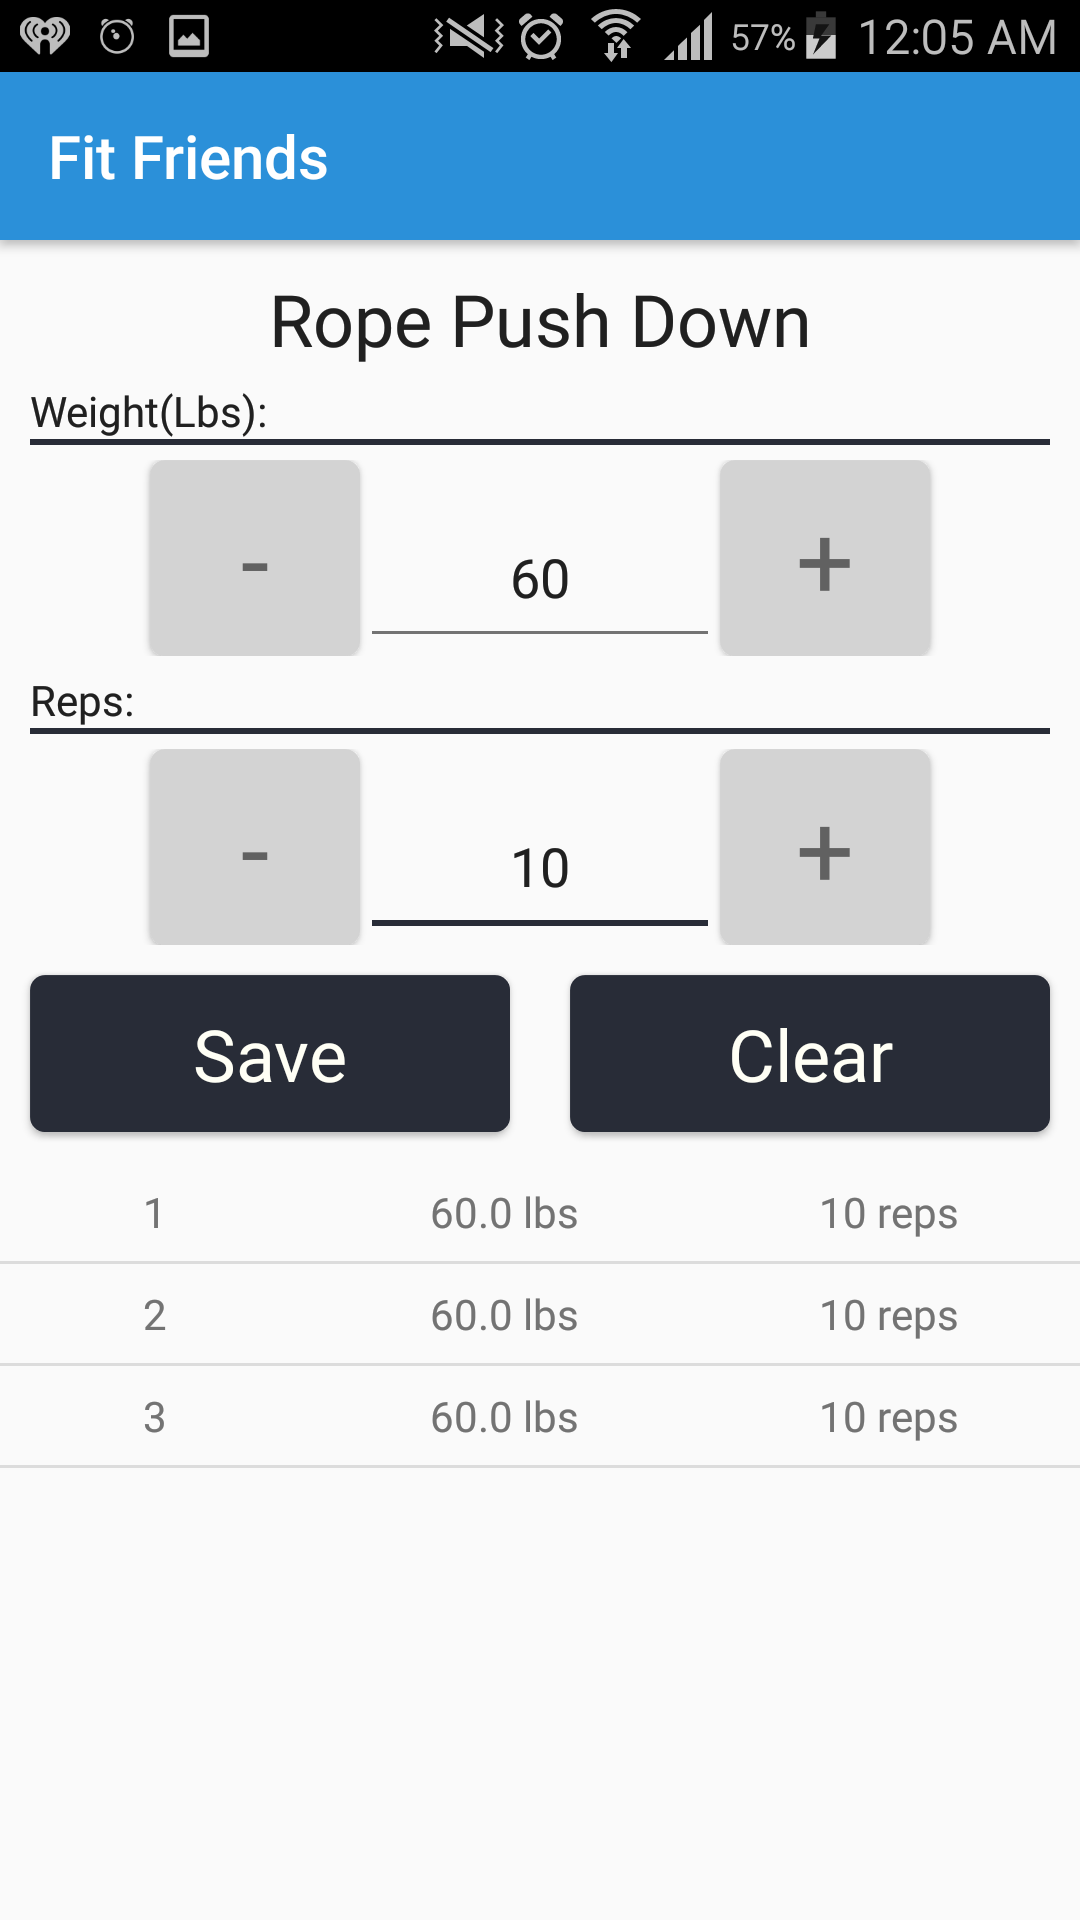 57% 12:05 AM
Fit Friends
Rope Push Down
Weight(Lbs):
- 60 +
Reps:
- 10 +
Save Clear
1 60.0 lbs 10 reps
2 60.0 lbs 10 reps
3 60.0 lbs 10 reps